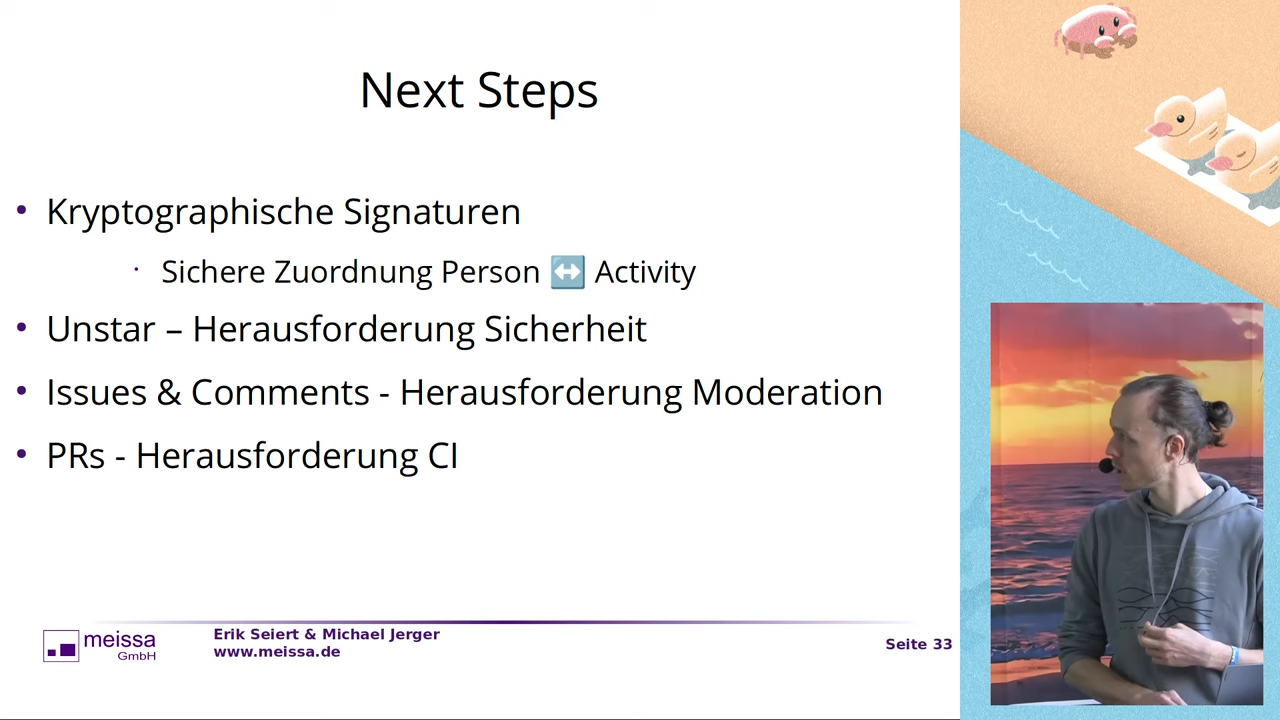 Next Steps
• Kryptographische Signaturen
· Sichere Zuordnung Person ↔️ Activity
• Unstar – Herausforderung Sicherheit
• Issues & Comments - Herausforderung Moderation
• PRs - Herausforderung CI
meissa
GmbH
Erik Seiert & Michael Jerger
www.meissa.de
Seite 33